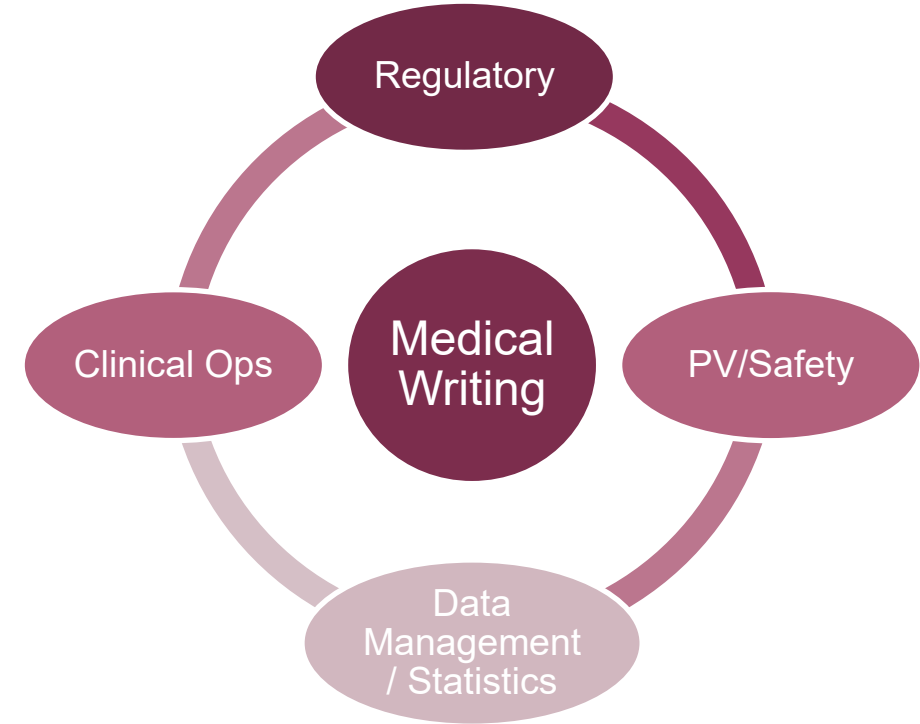 Regulatory
Clinical Ops
Medical
Writing
PV/Safety
Data
Management
/ Statistics